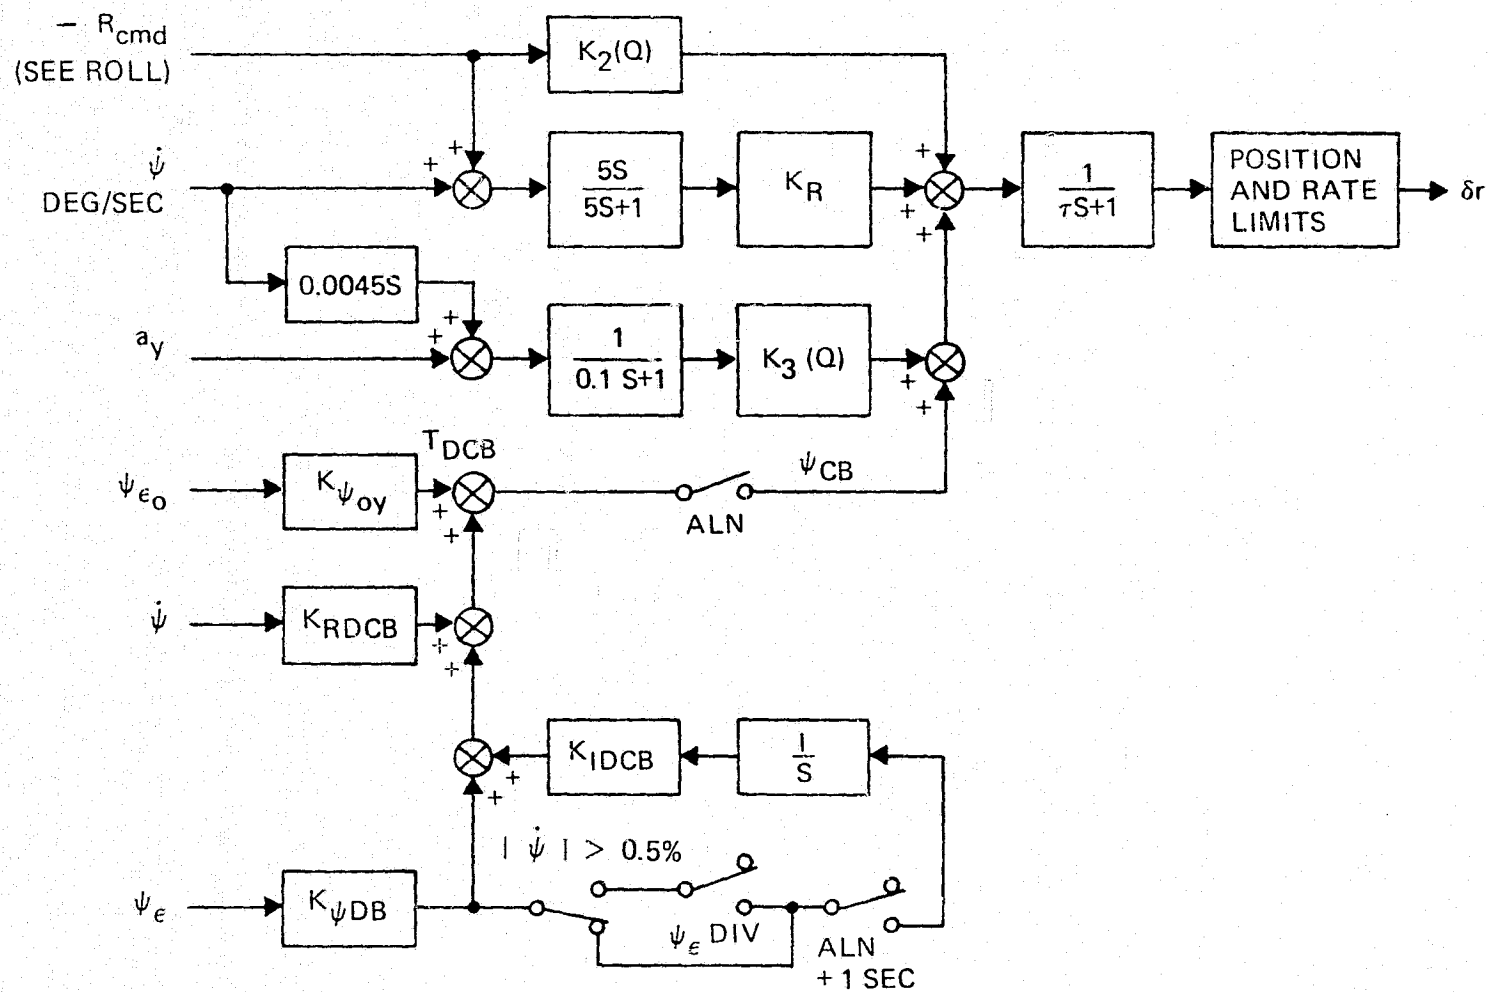 − R cmd
(SEE ROLL)
K2(Q)
+
+
ψ̇
DEG/SEC
5S
5S+1
KR
+
+
+
1
τS+1
POSITION
AND RATE
LIMITS
δr
0.0045S
+
+
ay
1
0.1 S+1
K3 (Q)
+
+
TDCB
ψϵo
Kψoy
+
+
ALN
ψCB
ψ̇
KRDCB
+
+
KIDCB
1
S
+
+
| ψ̇ | > 0.5%
ψϵ
KψDB
ψϵ DIV
ALN
+ 1 SEC